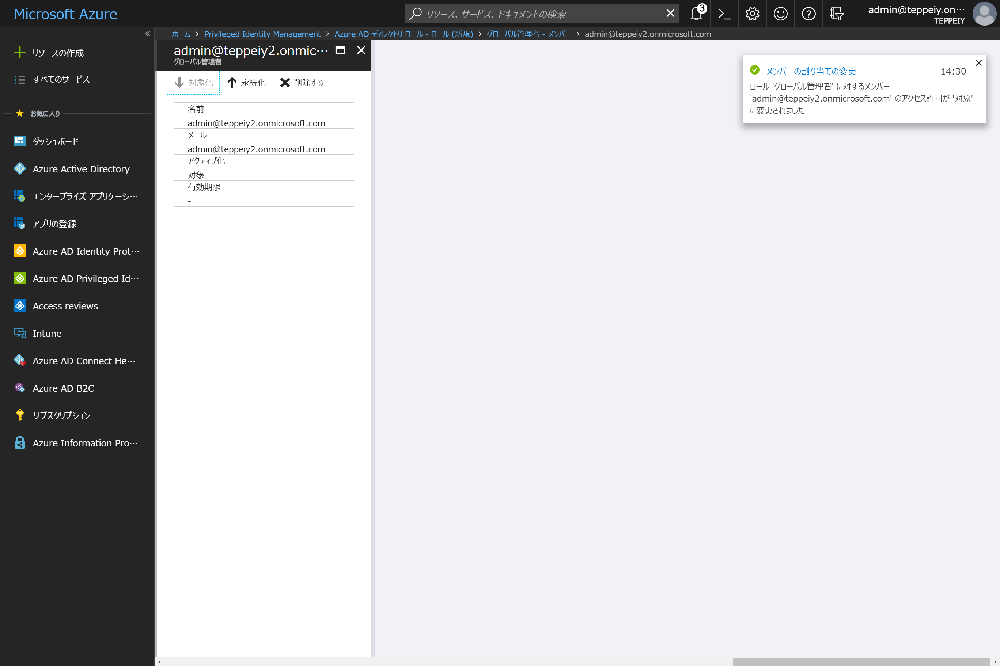 Microsoft Azure
リソース、サービス、ドキュメントの検索
3
admin@teppeiy.on…
TEPPEIY
ホーム > Privileged Identity Management > Azure AD ディレクトリ ロール - ロール (新規) > グローバル管理者 - メンバー > admin@teppeiy2.onmicrosoft.com
リソースの作成
すべてのサービス
お気に入り
ダッシュボード
Azure Active Directory
エンタープライズ アプリケーシ…
アプリの登録
Azure AD Identity Prot…
Azure AD Privileged Id…
Access reviews
Intune
Azure AD Connect He…
Azure AD B2C
サブスクリプション
Azure Information Pro…
admin@teppeiy2.onmic…
グローバル管理者
対象化
永続化
削除する
名前
admin@teppeiy2.onmicrosoft.com
メール
admin@teppeiy2.onmicrosoft.com
アクティブ化
対象
有効期限
-
メンバーの割り当ての変更 14:30
ロール 'グローバル管理者' に対するメンバー
'admin@teppeiy2.onmicrosoft.com' のアクセス許可が '対象'
に変更されました